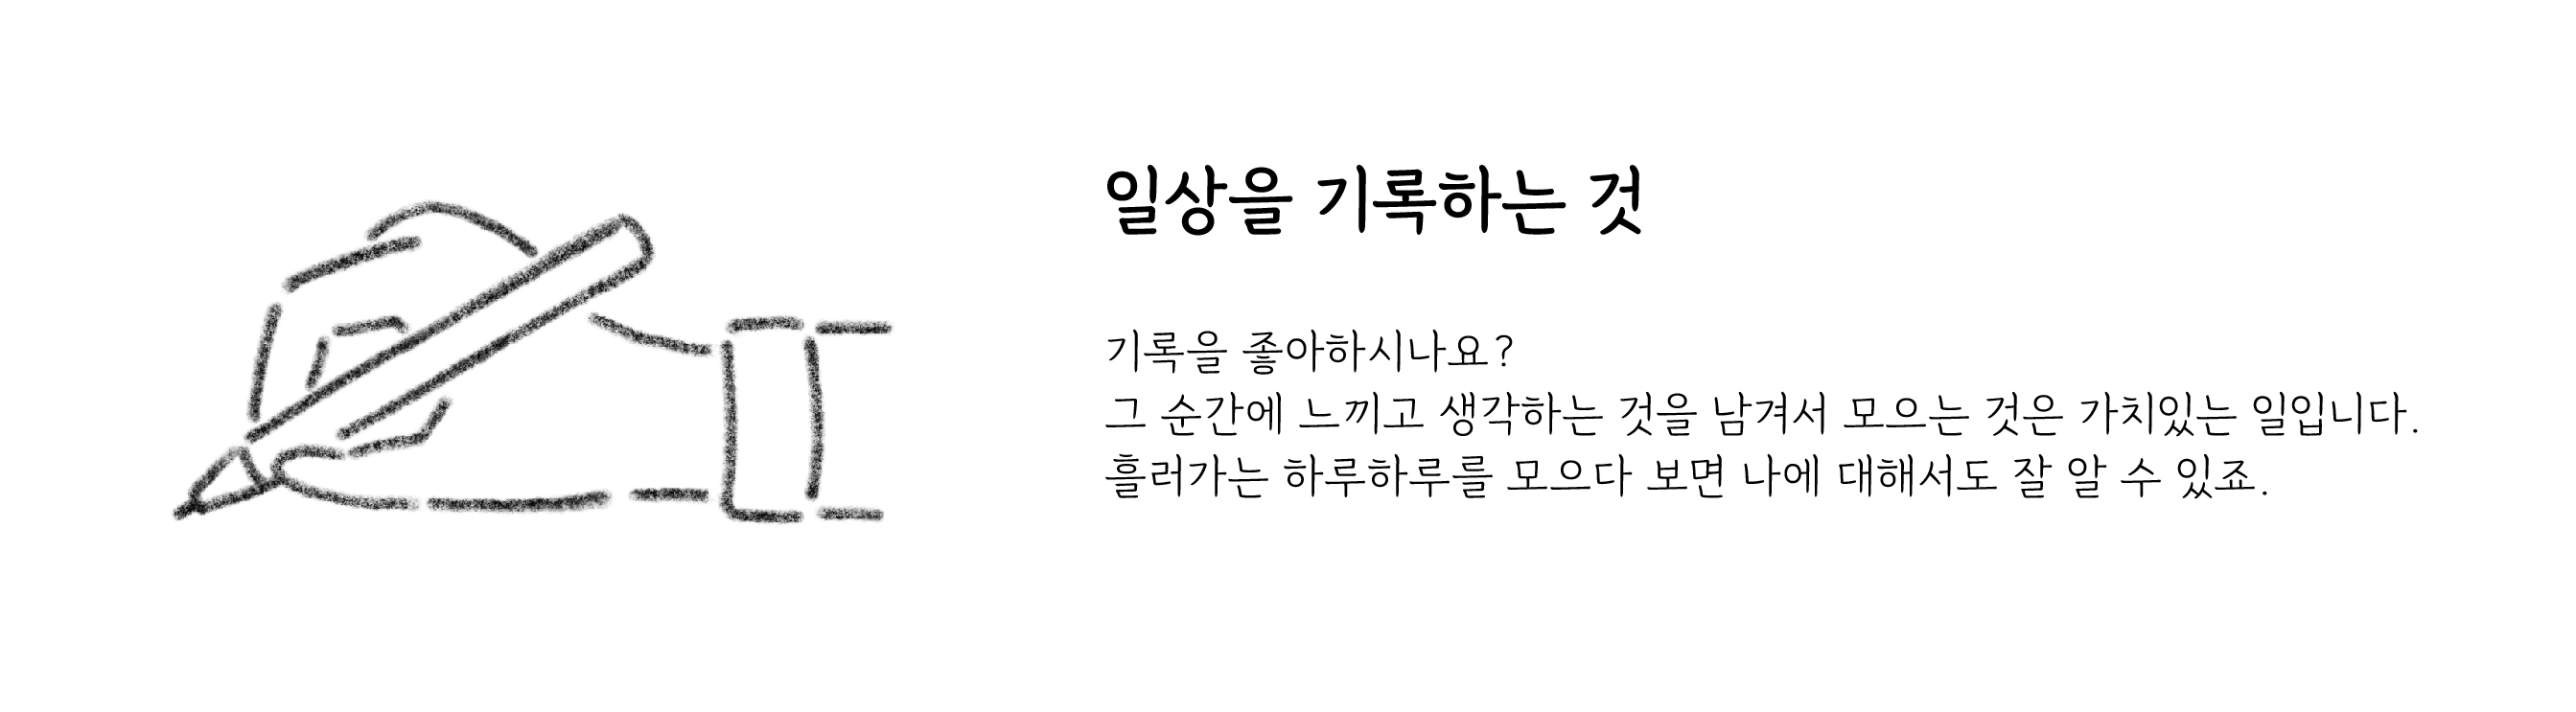 일상을 기록하는 것
기록을 좋아하시나요?
그 순간에 느끼고 생각하는 것을 남겨서 모으는 것은 가치있는 일입니다.
흘러가는 하루하루를 모으다 보면 나에 대해서도 잘 알 수 있죠.